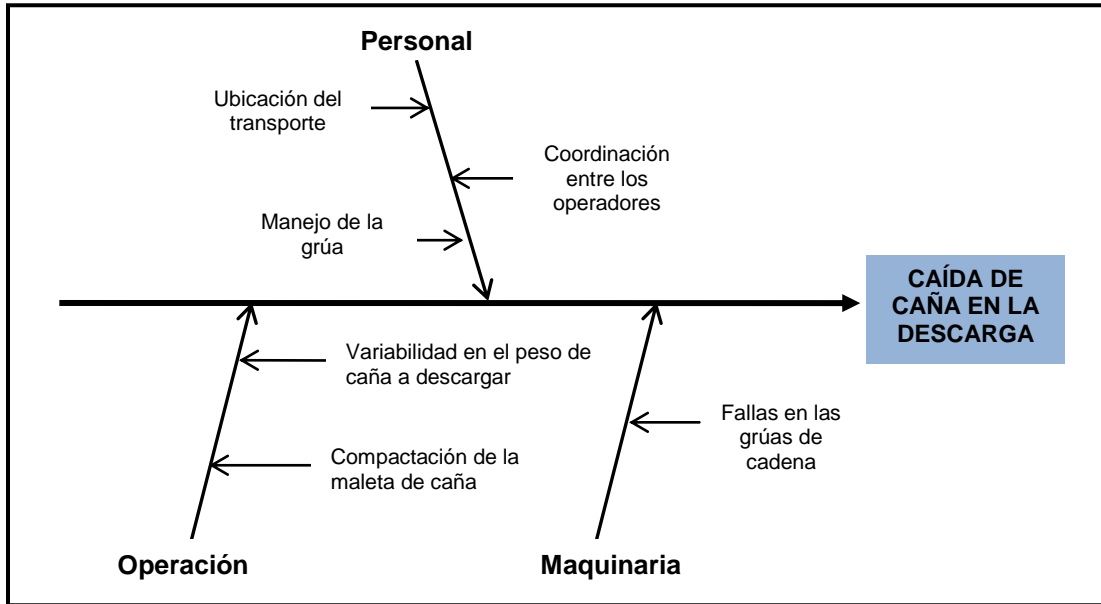 Personal
Ubicación del
transporte
Coordinación
entre los
operadores
Manejo de la
grúa
CAÍDA DE
CAÑA EN LA
DESCARGA
Variabilidad en el peso de
caña a descargar
Compactación de la
maleta de caña
Fallas en las
grúas de
cadena
Operación
Maquinaria